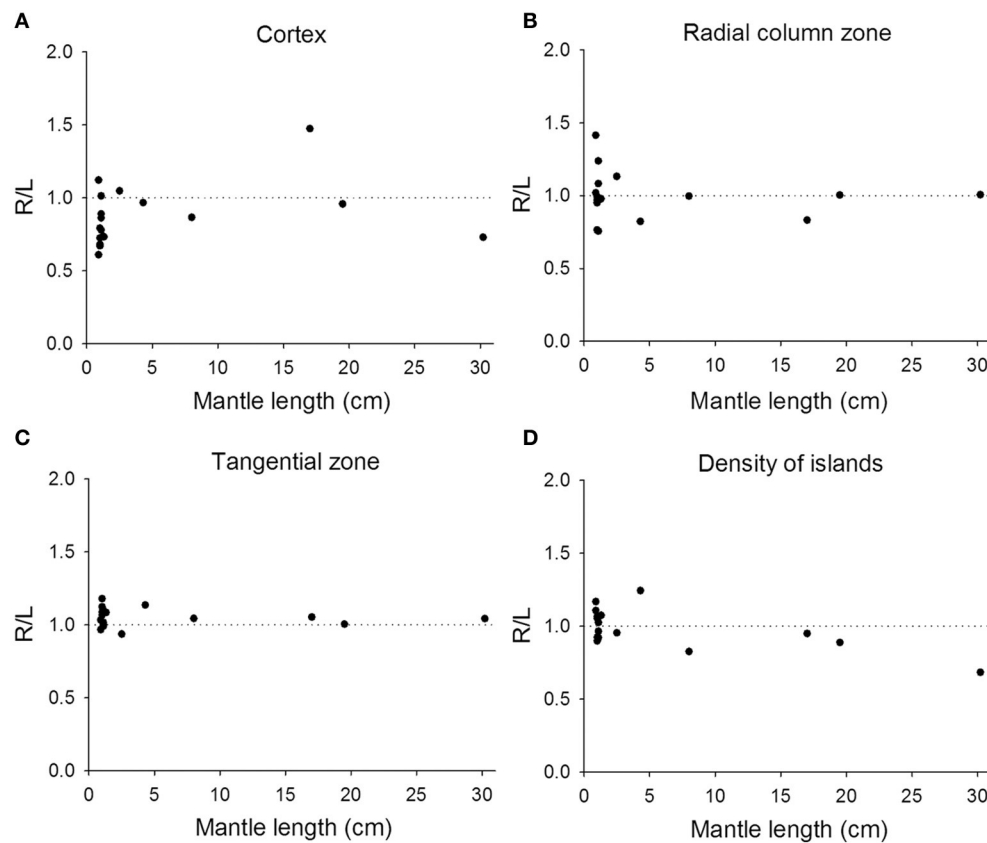 A
Cortex
2.0
1.5
1.0
0.5
0.0
R/L
0 5 10 15 20 25 30
Mantle length (cm)
B
Radial column zone
2.0
1.5
1.0
0.5
0.0
R/L
0 5 10 15 20 25 30
Mantle length (cm)
C
Tangential zone
2.0
1.5
1.0
0.5
0.0
R/L
0 5 10 15 20 25 30
Mantle length (cm)
D
Density of islands
2.0
1.5
1.0
0.5
0.0
R/L
0 5 10 15 20 25 30
Mantle length (cm)